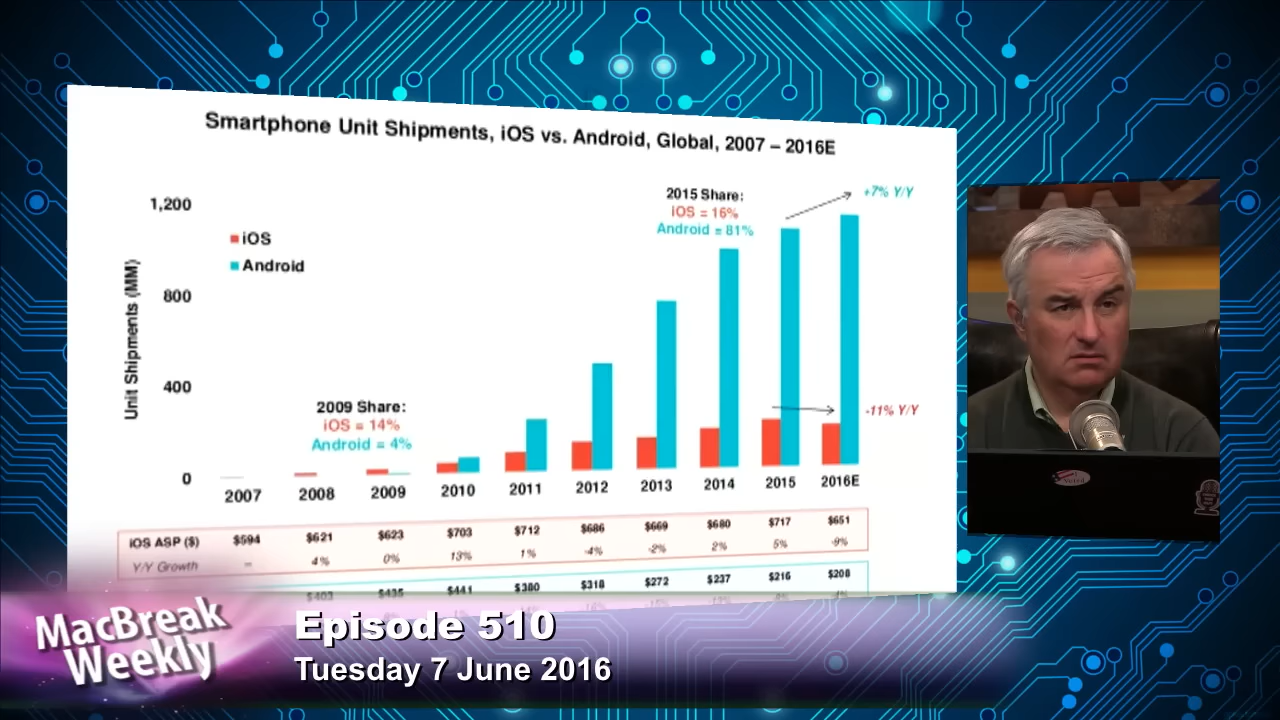 Smartphone Unit Shipments, iOS vs. Android, Global, 2007 – 2016E
Unit Shipments (MM)
1,200
800
400
0
iOS
Android
2009 Share:
iOS = 14%
Android = 4%
2015 Share:
iOS = 16%
Android = 81%
+7% Y/Y
-11% Y/Y
2007 2008 2009 2010 2011 2012 2013 2014 2015 2016E
iOS ASP ($) $594 $621 $623 $703 $712 $686 $669 $680 $717 $651
Y/Y Growth – 4% 0% 13% 1% -4% -2% 2% 5% -9%
$403 $435 $441 $380 $318 $272 $237 $216 $208
MacBreak
Weekly
Episode 510
Tuesday 7 June 2016